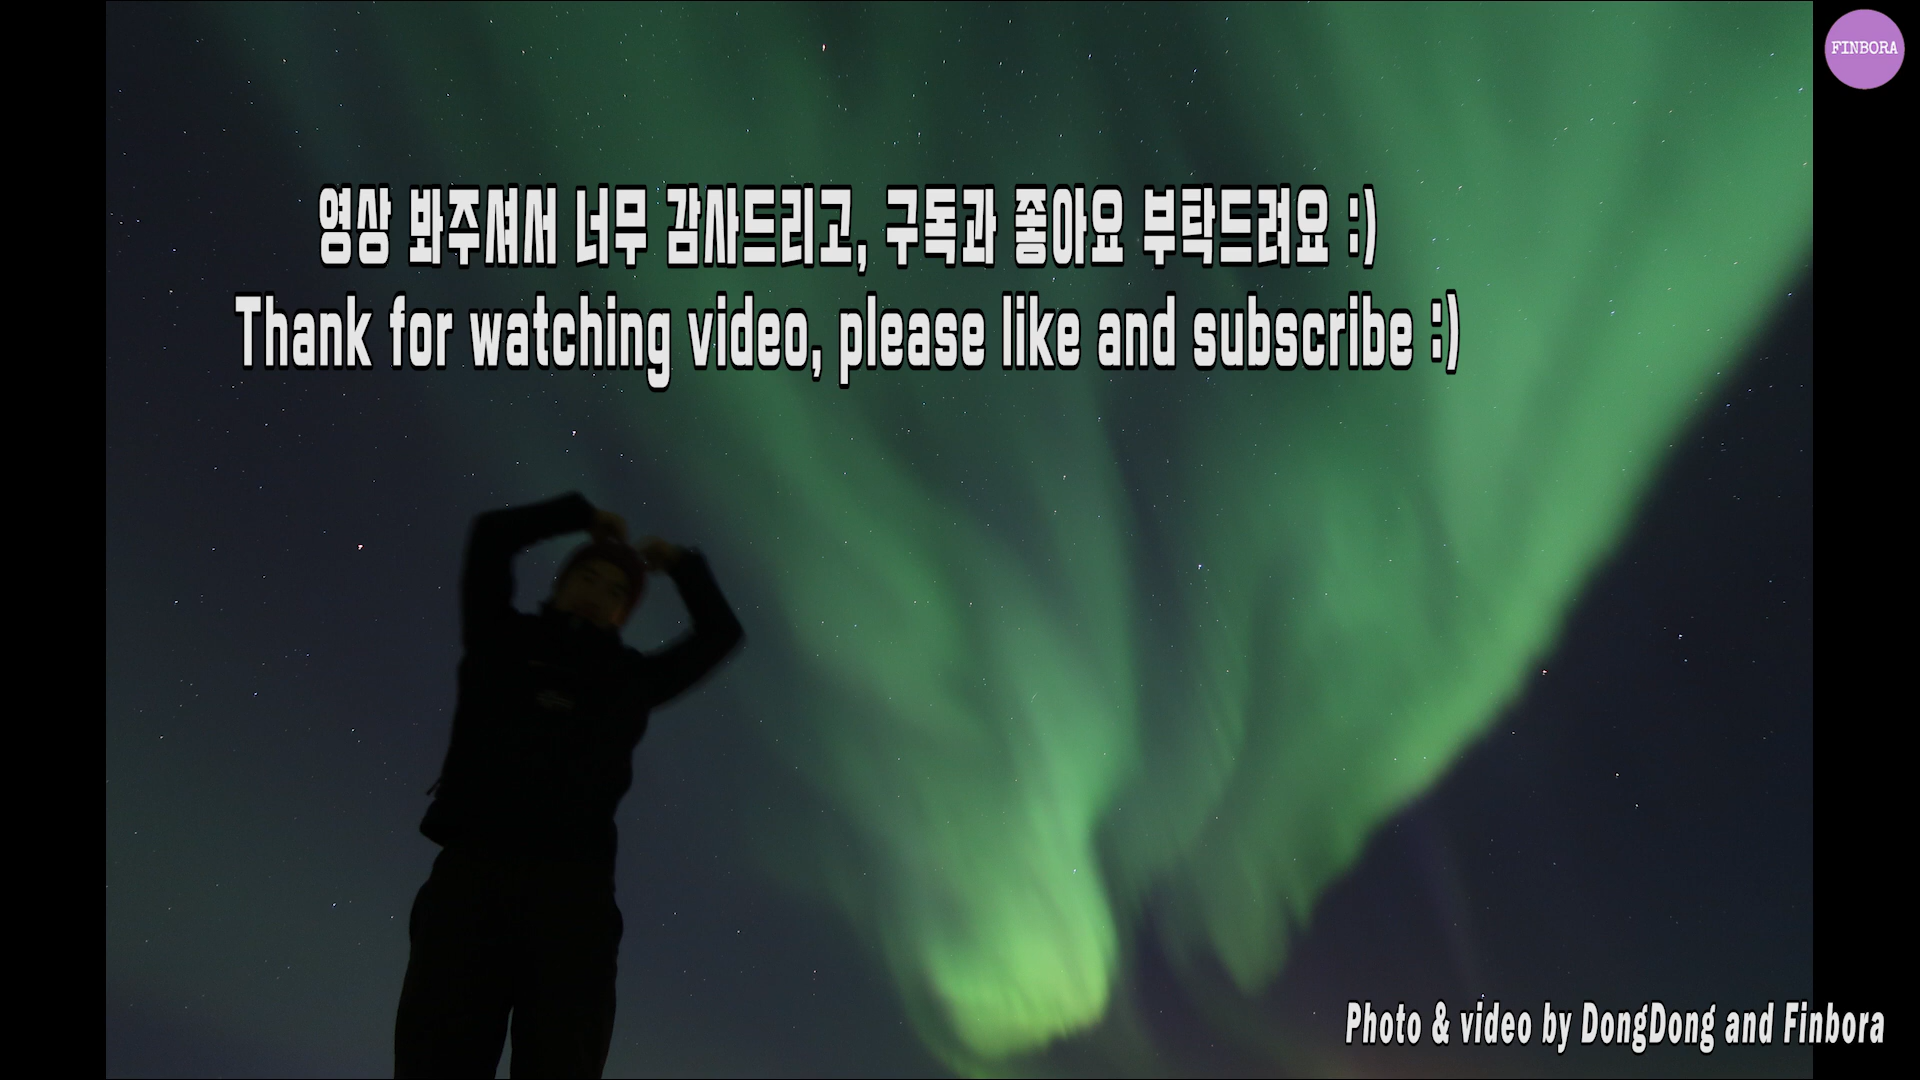 FINBORA
영상 봐주셔서 너무 감사드리고, 구독과 좋아요 부탁드려요 :)
Thank for watching video, please like and subscribe :)
Photo & video by DongDong and Finbora